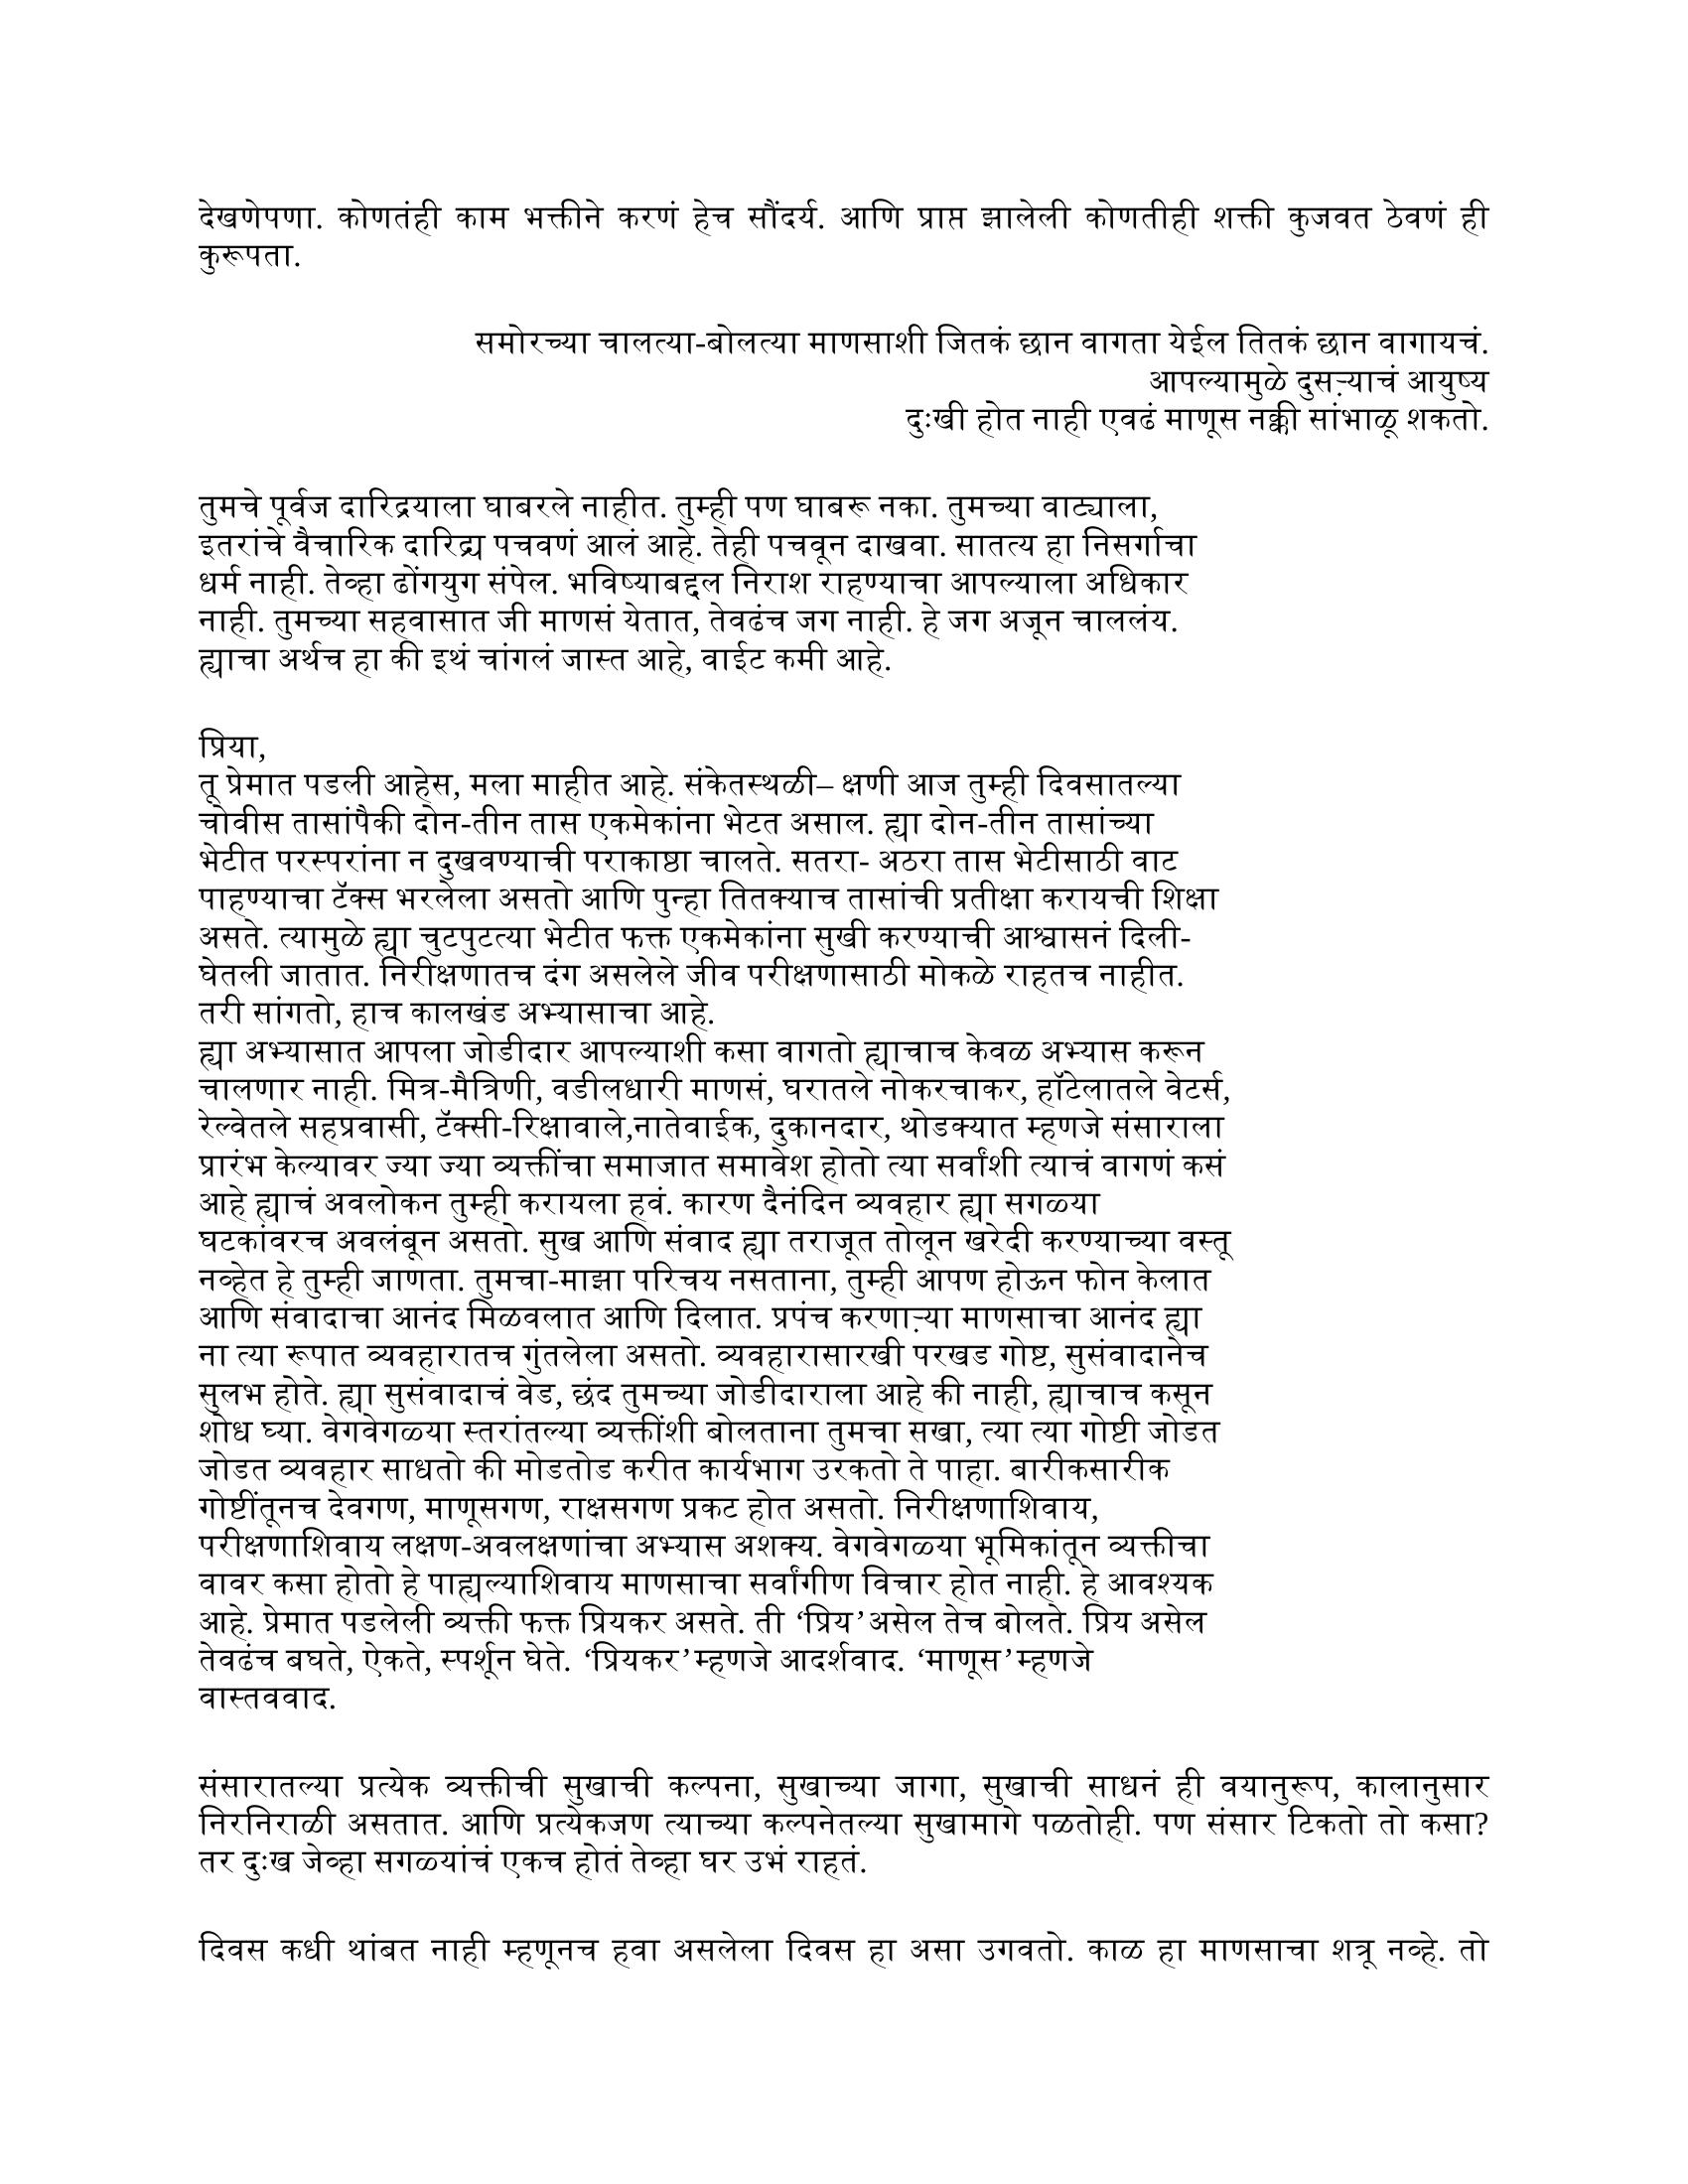 देखणेपणा. कोणतंही काम भक्तीने करणं हेच सौंदर्य. आणि प्राप्त झालेली कोणतीही शक्ती कुजवत ठेवणं ही
कुरूपता.
समोरच्या चालत्या-बोलत्या माणसाशी जितकं छान वागता येईल तितकं छान वागायचं.
आपल्यामुळे दुसऱ्याचं आयुष्य
दुःखी होत नाही एवढं माणूस नक्की सांभाळू शकतो.
तुमचे पूर्वज दारिद्रयाला घाबरले नाहीत. तुम्ही पण घाबरू नका. तुमच्या वाट्याला,
इतरांचे वैचारिक दारिद्र्य पचवणं आलं आहे. तेही पचवून दाखवा. सातत्य हा निसर्गाचा
धर्म नाही. तेव्हा ढोंगयुग संपेल. भविष्याबद्दल निराश राहण्याचा आपल्याला अधिकार
नाही. तुमच्या सहवासात जी माणसं येतात, तेवढंच जग नाही. हे जग अजून चाललंय.
ह्याचा अर्थच हा की इथं चांगलं जास्त आहे, वाईट कमी आहे.
प्रिया,
तू प्रेमात पडली आहेस, मला माहीत आहे. संकेतस्थळी– क्षणी आज तुम्ही दिवसातल्या
चोवीस तासांपैकी दोन-तीन तास एकमेकांना भेटत असाल. ह्या दोन-तीन तासांच्या
भेटीत परस्परांना न दुखवण्याची पराकाष्ठा चालते. सतरा- अठरा तास भेटीसाठी वाट
पाहण्याचा टॅक्स भरलेला असतो आणि पुन्हा तितक्याच तासांची प्रतीक्षा करायची शिक्षा
असते. त्यामुळे ह्या चुटपुटत्या भेटीत फक्त एकमेकांना सुखी करण्याची आश्वासनं दिली-
घेतली जातात. निरीक्षणातच दंग असलेले जीव परीक्षणासाठी मोकळे राहतच नाहीत.
तरी सांगतो, हाच कालखंड अभ्यासाचा आहे.
ह्या अभ्यासात आपला जोडीदार आपल्याशी कसा वागतो ह्याचाच केवळ अभ्यास करून
चालणार नाही. मित्र-मैत्रिणी, वडीलधारी माणसं, घरातले नोकरचाकर, हॉटेलातले वेटर्स,
रेल्वेतले सहप्रवासी, टॅक्सी-रिक्षावाले,नातेवाईक, दुकानदार, थोडक्यात म्हणजे संसाराला
प्रारंभ केल्यावर ज्या ज्या व्यक्तींचा समाजात समावेश होतो त्या सर्वांशी त्याचं वागणं कसं
आहे ह्याचं अवलोकन तुम्ही करायला हवं. कारण दैनंदिन व्यवहार ह्या सगळ्या
घटकांवरच अवलंबून असतो. सुख आणि संवाद ह्या तराजूत तोलून खरेदी करण्याच्या वस्तू
नव्हेत हे तुम्ही जाणता. तुमचा-माझा परिचय नसताना, तुम्ही आपण होऊन फोन केलात
आणि संवादाचा आनंद मिळवलात आणि दिलात. प्रपंच करणाऱ्या माणसाचा आनंद ह्या
ना त्या रूपात व्यवहारातच गुंतलेला असतो. व्यवहारासारखी परखड गोष्ट, सुसंवादानेच
सुलभ होते. ह्या सुसंवादाचं वेड, छंद तुमच्या जोडीदाराला आहे की नाही, ह्याचाच कसून
शोध घ्या. वेगवेगळ्या स्तरांतल्या व्यक्तींशी बोलताना तुमचा सखा, त्या त्या गोष्टी जोडत
जोडत व्यवहार साधतो की मोडतोड करीत कार्यभाग उरकतो ते पाहा. बारीकसारीक
गोष्टींतूनच देवगण, माणूसगण, राक्षसगण प्रकट होत असतो. निरीक्षणाशिवाय,
परीक्षणाशिवाय लक्षण-अवलक्षणांचा अभ्यास अशक्य. वेगवेगळ्या भूमिकांतून व्यक्तीचा
वावर कसा होतो हे पाह्यल्याशिवाय माणसाचा सर्वांगीण विचार होत नाही. हे आवश्यक
आहे. प्रेमात पडलेली व्यक्ती फक्त प्रियकर असते. ती ‘प्रिय’असेल तेच बोलते. प्रिय असेल
तेवढंच बघते, ऐकते, स्पर्शून घेते. ‘प्रियकर’म्हणजे आदर्शवाद. ‘माणूस’म्हणजे
वास्तववाद.
संसारातल्या प्रत्येक व्यक्तीची सुखाची कल्पना, सुखाच्या जागा, सुखाची साधनं ही वयानुरूप, कालानुसार
निरनिराळी असतात. आणि प्रत्येकजण त्याच्या कल्पनेतल्या सुखामागे पळतोही. पण संसार टिकतो तो कसा?
तर दुःख जेव्हा सगळ्यांचं एकच होतं तेव्हा घर उभं राहतं.
दिवस कधी थांबत नाही म्हणूनच हवा असलेला दिवस हा असा उगवतो. काळ हा माणसाचा शत्रू नव्हे. तो